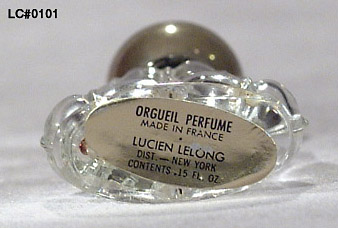 LC#0101
ORGUEIL PERFUME
MADE IN FRANCE
LUCIEN LELONG
DIST. — NEW YORK
CONTENTS .15 FL. OZ.